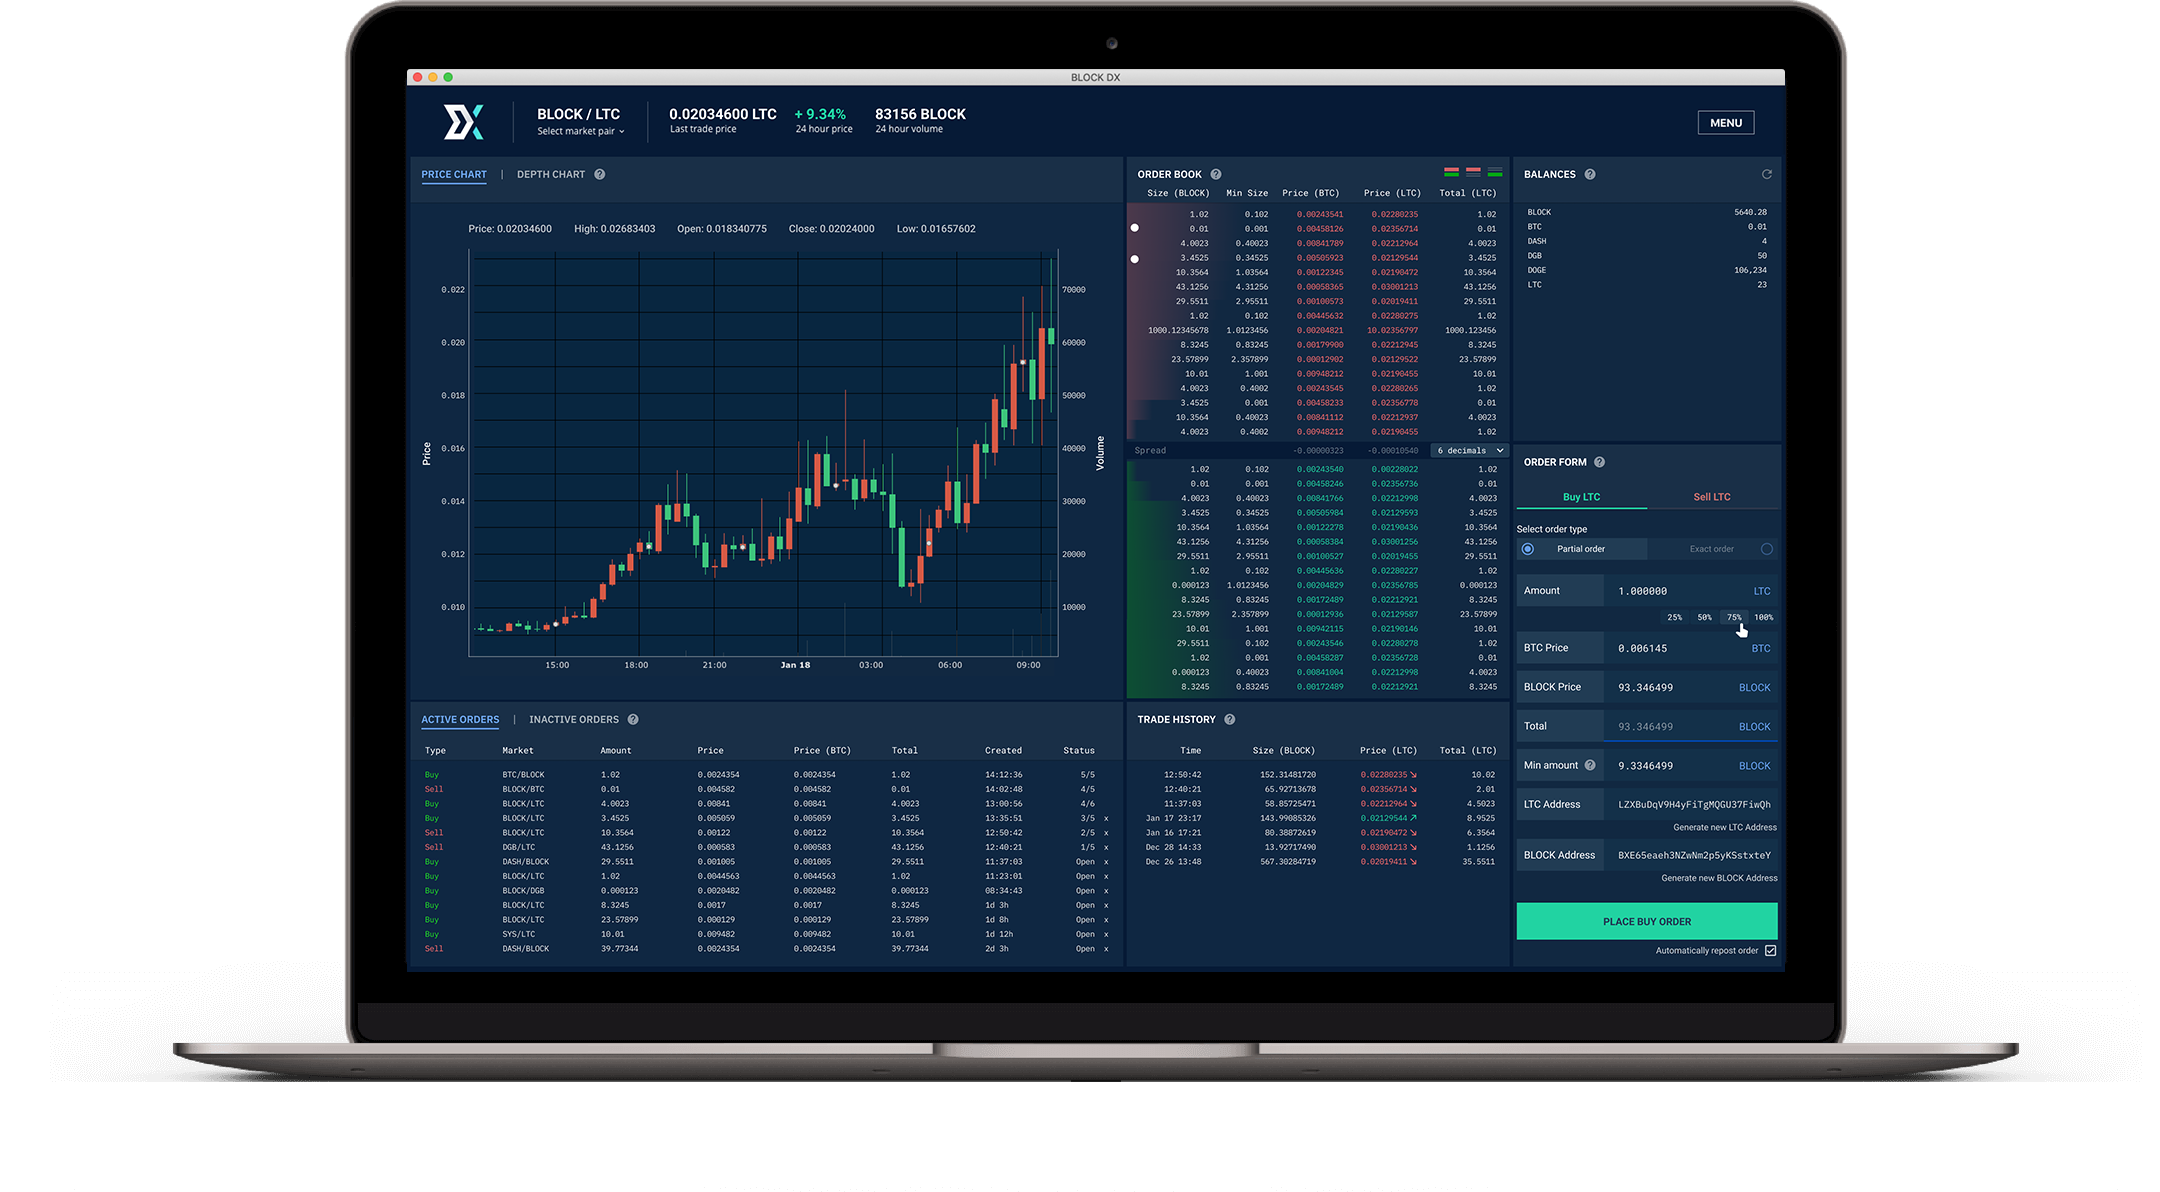 BLOCK DX
BLOCK / LTC
Select market pair
0.02034600 LTC
Last trade price
+ 9.34%
24 hour price
83156 BLOCK
24 hour volume
MENU
PRICE CHART | DEPTH CHART ?
Price: 0.02034600 High: 0.02683403 Open: 0.018340775 Close: 0.02024000 Low: 0.01657602
Price
0.022
0.020
0.018
0.016
0.014
0.012
0.010
70000
60000
50000
40000
30000
20000
10000
Volume
15:00 18:00 21:00 Jan 18 03:00 06:00 09:00
ORDER BOOK ?
Size (BLOCK) Min Size Price (BTC) Price (LTC) Total (LTC)
1.02 0.102 0.00243541 0.02280235 1.02
0.01 0.001 0.00458126 0.02356714 0.01
4.0023 0.40023 0.00841789 0.02212964 4.0023
3.4525 0.34525 0.00505923 0.02129544 3.4525
10.3564 1.03564 0.00122345 0.02190472 10.3564
43.1256 4.31256 0.00058365 0.03001213 43.1256
29.5511 2.95511 0.00100573 0.02019411 29.5511
1.02 0.102 0.00445632 0.02280275 1.02
1000.12345678 1.0123456 0.00204821 10.02356797 1000.123456
8.3245 0.83245 0.00179900 0.02212945 8.3245
23.57899 2.357899 0.00012902 0.02129522 23.57899
10.01 1.001 0.00948212 0.02190455 10.01
4.0023 0.4002 0.00243545 0.02280265 1.02
3.4525 0.001 0.00458233 0.02356778 0.01
10.3564 0.40023 0.00841112 0.02212937 4.0023
4.0023 0.4002 0.00948212 0.02190455 1.02
Spread -0.00000323 -0.00010540 6 decimals
1.02 0.102 0.00243540 0.00228022 1.02
0.01 0.001 0.00458246 0.02356736 0.01
4.0023 0.40023 0.00841766 0.02212998 4.0023
3.4525 0.34525 0.00505984 0.02129593 3.4525
10.3564 1.03564 0.00122278 0.02190436 10.3564
43.1256 4.31256 0.00058384 0.03001256 43.1256
29.5511 2.95511 0.00100527 0.02019455 29.5511
1.02 0.102 0.00445636 0.02280227 1.02
0.000123 1.0123456 0.00204829 0.02356785 0.000123
8.3245 0.83245 0.00172489 0.02212921 8.3245
23.57899 2.357899 0.00012936 0.02129587 23.57899
10.01 1.001 0.00942115 0.02190146 10.01
29.5511 0.102 0.00243546 0.02280278 1.02
1.02 0.001 0.00458287 0.02356728 0.01
0.000123 0.40023 0.00841004 0.02212998 4.0023
8.3245 0.83245 0.00172489 0.02212921 8.3245
BALANCES ?
BLOCK 5640.28
BTC 0.01
DASH 4
DGB 50
DOGE 106,234
LTC 23
ORDER FORM ?
Buy LTC Sell LTC
Select order type
Partial order Exact order
Amount 1.000000 LTC
25% 50% 75% 100%
BTC Price 0.006145 BTC
BLOCK Price 93.346499 BLOCK
Total 93.346499 BLOCK
Min amount ? 9.3346499 BLOCK
LTC Address LZXBuDqV9H4yFiTgMQGU37FiwQh
Generate new LTC Address
BLOCK Address BXE65eaeh3NZwNm2p5yKSstxteY
Generate new BLOCK Address
PLACE BUY ORDER
Automatically repost order
ACTIVE ORDERS | INACTIVE ORDERS ?
Type Market Amount Price Price (BTC) Total Created Status
Buy BTC/BLOCK 1.02 0.0024354 0.0024354 1.02 14:12:36 5/5
Sell BLOCK/BTC 0.01 0.004582 0.004582 0.01 14:02:48 4/5
Buy BLOCK/LTC 4.0023 0.00841 0.00841 4.0023 13:00:56 4/6
Buy BLOCK/LTC 3.4525 0.005059 0.005059 3.4525 13:35:51 3/5 x
Sell BLOCK/LTC 10.3564 0.00122 0.00122 10.3564 12:50:42 2/5 x
Sell DGB/LTC 43.1256 0.000583 0.000583 43.1256 12:40:21 1/5 x
Buy DASH/BLOCK 29.5511 0.001005 0.001005 29.5511 11:37:03 Open x
Buy BLOCK/LTC 1.02 0.0044563 0.0044563 1.02 11:23:01 Open x
Buy BLOCK/DGB 0.000123 0.0020482 0.0020482 0.000123 08:34:43 Open x
Buy BLOCK/LTC 8.3245 0.0017 0.0017 8.3245 1d 3h Open x
Buy BLOCK/LTC 23.57899 0.000129 0.000129 23.57899 1d 8h Open x
Buy SYS/LTC 10.01 0.009482 0.009482 10.01 1d 12h Open x
Sell DASH/BLOCK 39.77344 0.0024354 0.0024354 39.77344 2d 3h Open x
TRADE HISTORY ?
Time Size (BLOCK) Price (LTC) Total (LTC)
12:50:42 152.31481720 0.02280235 ↘ 10.02
12:40:21 65.92713678 0.02356714 ↘ 2.01
11:37:03 58.85725471 0.02212964 ↘ 4.5023
Jan 17 23:17 143.99085326 0.02129544 ↗ 8.9525
Jan 16 17:21 80.38872619 0.02190472 ↘ 6.3564
Dec 28 14:33 13.92717490 0.03001213 ↘ 1.1256
Dec 26 13:48 567.30284719 0.02019411 ↘ 35.5511